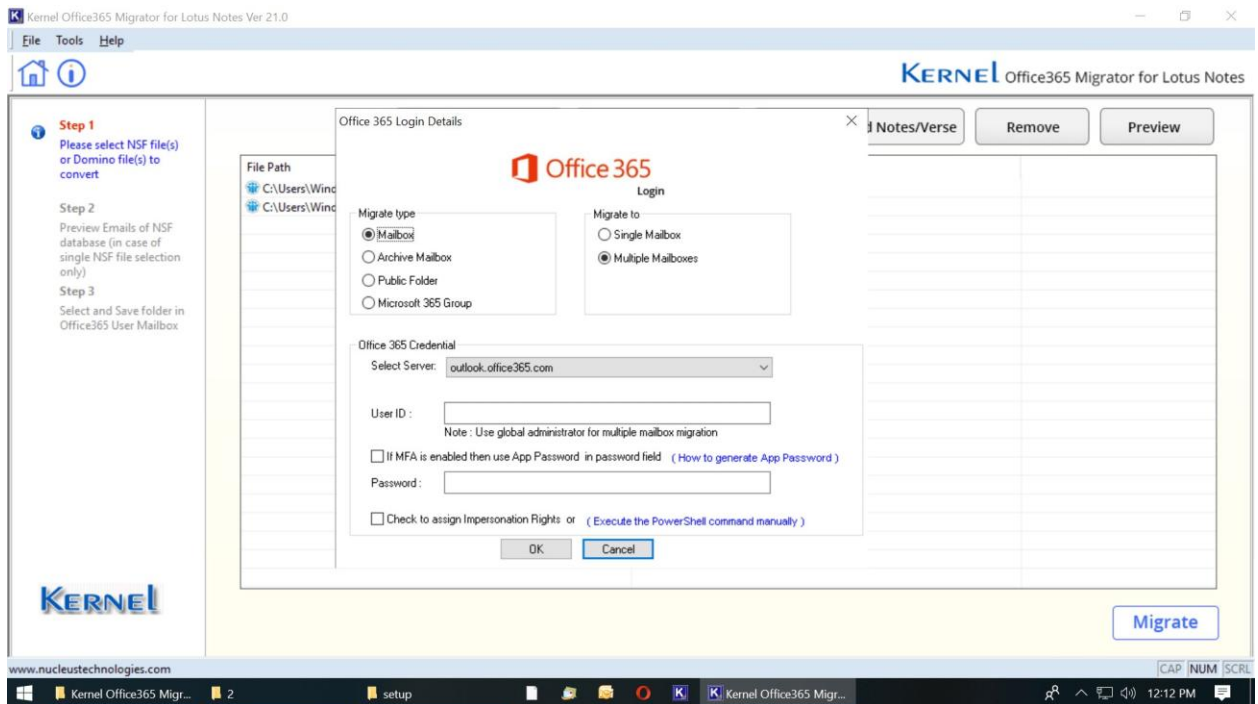 Kernel Office365 Migrator for Lotus Notes Ver 21.0
File Tools Help
KERNEL Office365 Migrator for Lotus Notes
Step 1
Please select NSF file(s)
or Domino file(s) to
convert
Step 2
Preview Emails of NSF
database (in case of
single NSF file selection
only)
Step 3
Select and Save folder in
Office365 User Mailbox
KERNEL
Notes/Verse Remove Preview
File Path
C:\Users\Wind
C:\Users\Wind
Office 365 Login Details
Office 365
Login
Migrate type
Mailbox
Archive Mailbox
Public Folder
Microsoft 365 Group
Migrate to
Single Mailbox
Multiple Mailboxes
Office 365 Credential
Select Server: outlook.office365.com
User ID :
Note : Use global administrator for multiple mailbox migration
If MFA is enabled then use App Password in password field ( How to generate App Password )
Password :
Check to assign Impersonation Rights or ( Execute the PowerShell command manually )
OK Cancel
Migrate
www.nucleustechnologies.com CAP NUM SCRL
Kernel Office365 Migr... 2 setup Kernel Office365 Migr... 12:12 PM